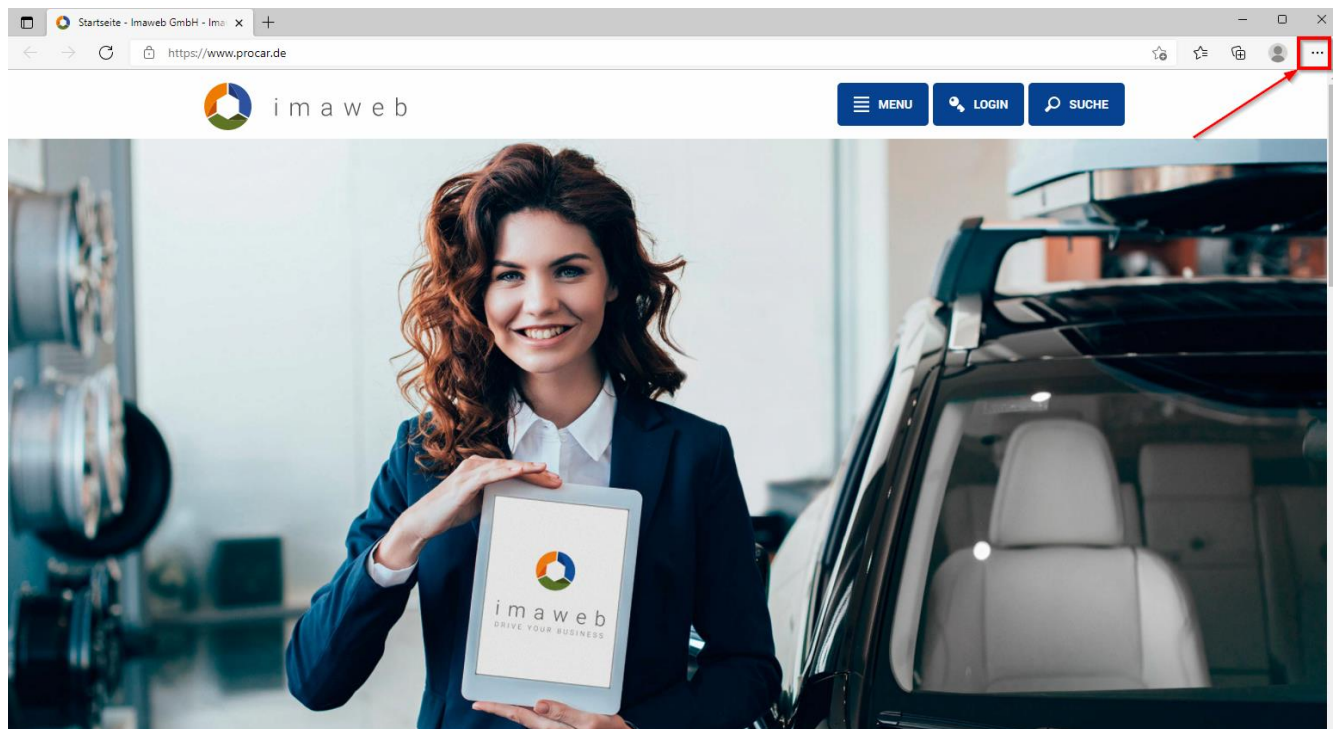 Startseite - Imaweb GmbH - Ima
https://www.procar.de
imaweb
MENU
LOGIN
SUCHE
imaweb
DRIVE YOUR BUSINESS